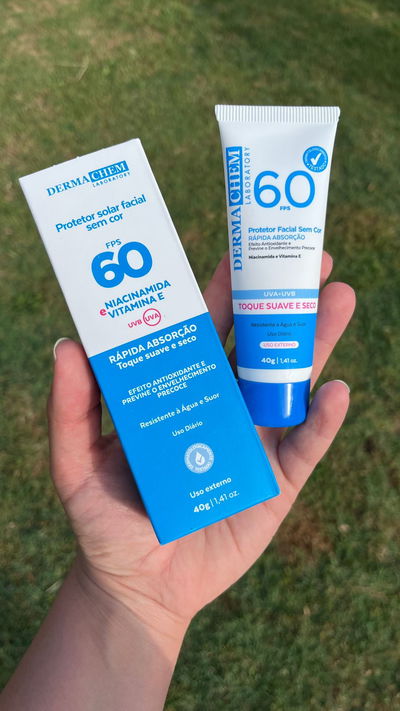 DERMACHEM
LABORATORY
Protetor solar facial
sem cor
FPS
60
e NIACINAMIDA
VITAMINA E
UVB UVA
RÁPIDA ABSORÇÃO
Toque suave e seco
EFEITO ANTIOXIDANTE E
PREVINE O ENVELHECIMENTO
PRECOCE
Resistente à Água e Suor
Uso Diário
Uso externo
40g | 1,41 oz.
DERMACHEM
LABORATORY
60
FPS
Protetor Facial Sem Cor
RÁPIDA ABSORÇÃO
Efeito Antioxidante e
Previne o Envelhecimento Precoce
Niacinamida e Vitamina E
UVA+UVB
TOQUE SUAVE E SECO
Resistente à Água e Suor
Uso Diário
USO EXTERNO
40g | 1,41 oz.